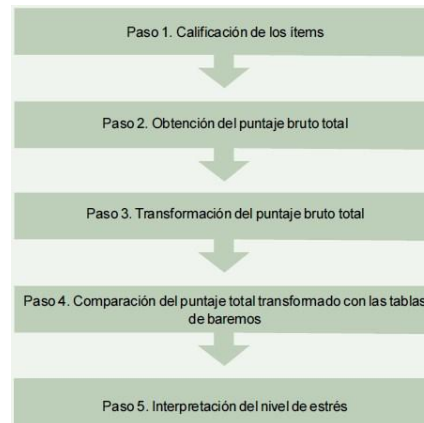 Paso 1. Calificación de los ítems
Paso 2. Obtención del puntaje bruto total
Paso 3. Transformación del puntaje bruto total
Paso 4. Comparación del puntaje total transformado con las tablas
de baremos
Paso 5. Interpretación del nivel de estrés